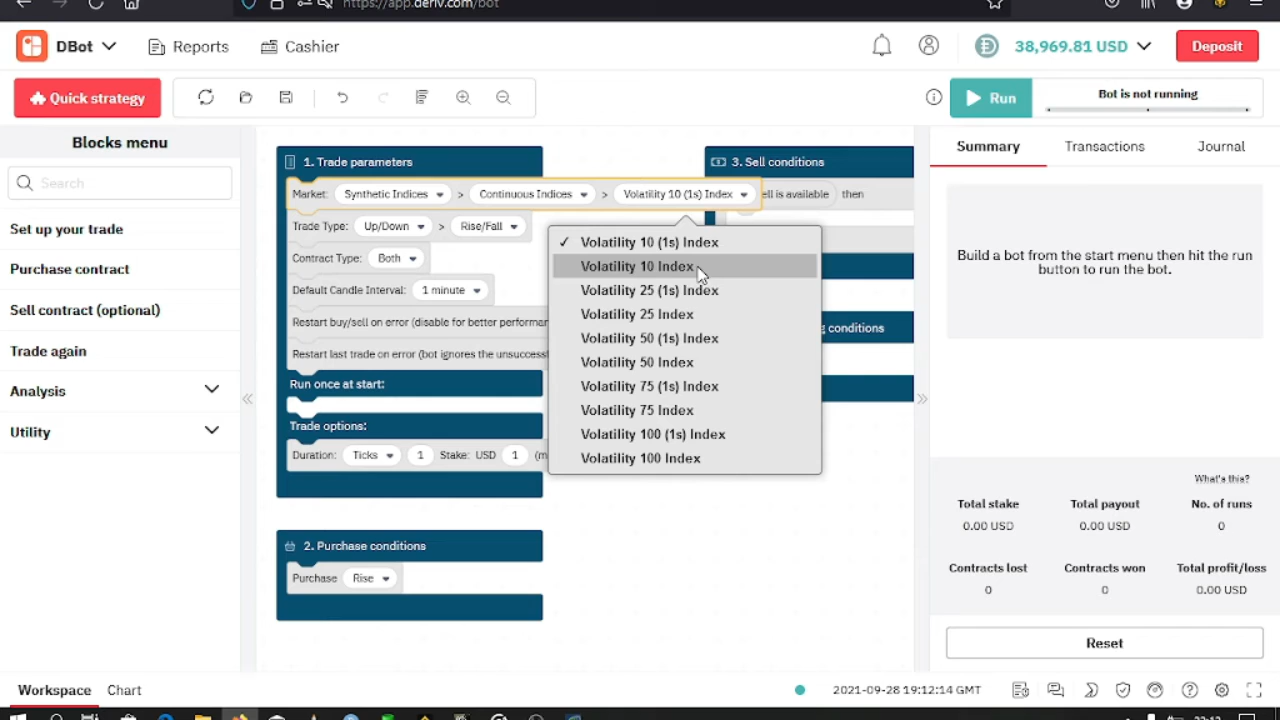 https://app.deriv.com/bot
DBot
Reports
Cashier
38,969.81 USD
Deposit
Quick strategy
Run
Bot is not running
Blocks menu
Search
Set up your trade
Purchase contract
Sell contract (optional)
Trade again
Analysis
Utility
1. Trade parameters
Market: Synthetic Indices > Continuous Indices > Volatility 10 (1s) Index
Trade Type: Up/Down > Rise/Fall
Contract Type: Both
Default Candle Interval: 1 minute
Restart buy/sell on error (disable for better
Restart last trade on error (bot ignores the
Run once at start:
Trade options:
Duration: Ticks 1 Stake: USD 1
Volatility 10 (1s) Index
Volatility 10 Index
Volatility 25 (1s) Index
Volatility 25 Index
Volatility 50 (1s) Index
Volatility 50 Index
Volatility 75 (1s) Index
Volatility 75 Index
Volatility 100 (1s) Index
Volatility 100 Index
2. Purchase conditions
Purchase Rise
3. Sell conditions
is available then
conditions
Summary
Transactions
Journal
Build a bot from the start menu then hit the run
button to run the bot.
What's this?
Total stake
Total payout
No. of runs
0.00 USD
0.00 USD
0
Contracts lost
Contracts won
Total profit/loss
0
0
0.00 USD
Reset
Workspace
Chart
2021-09-28 19:12:14 GMT